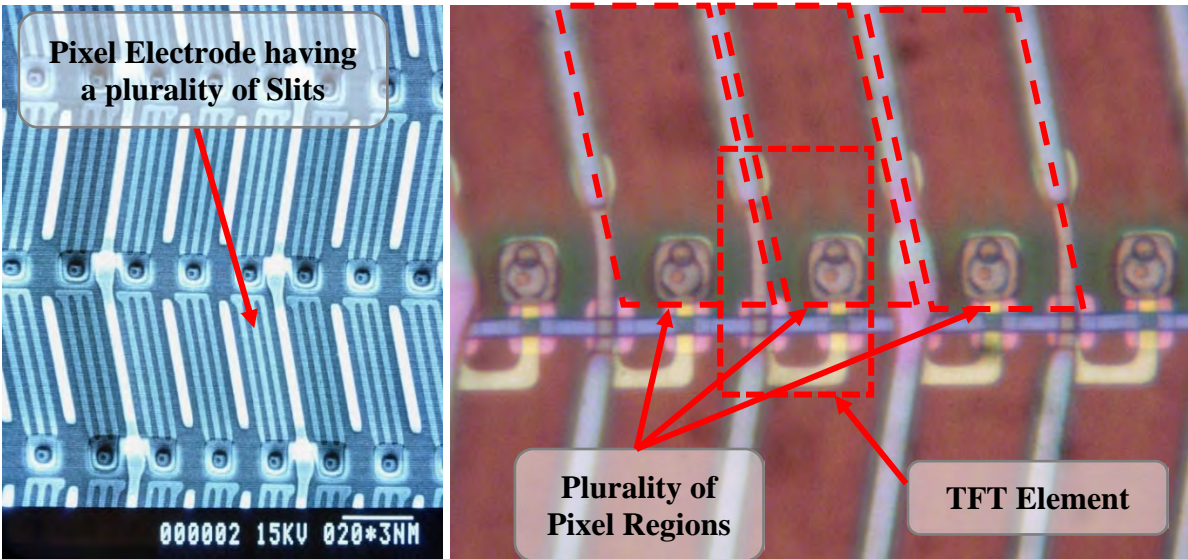 Pixel Electrode having
a plurality of Slits
000002 15KV 020*3NM
Plurality of
Pixel Regions
TFT Element